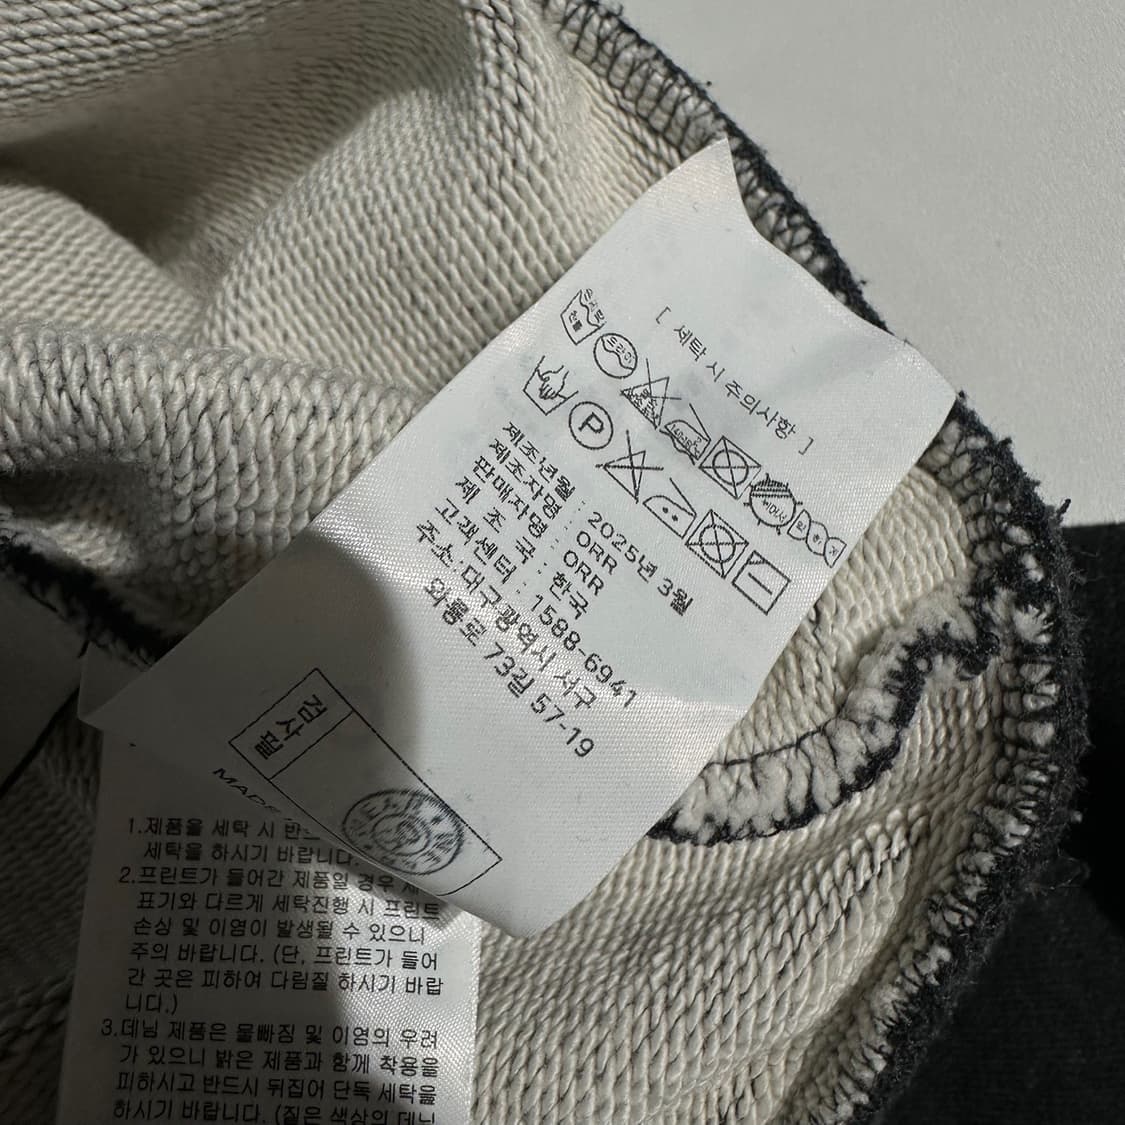 [ 세탁 시 주의사항 ]
드라이
P
제조년월 : 2025년 3월
제조자명 : ORR
판매자명 : ORR
제 조 국 : 한국
고객센터 : 1588-6941
주소:대구광역시 서구
와룡로 73길 57-19
검사필
MADE
1.제품을 세탁 시 반드
세탁을 하시기 바랍니다.
2.프린트가 들어간 제품일 경우
표기와 다르게 세탁진행 시 프린트
손상 및 이염이 발생될 수 있으니
주의 바랍니다. (단, 프린트가 들어
간 곳은 피하여 다림질 하시기 바랍
니다.)
3.데님 제품은 물빠짐 및 이염의 우려
가 있으니 밝은 제품과 함께 착용을
피하시고 반드시 뒤집어 단독 세탁을
하시기 바랍니다. (짙은 색상의 데님